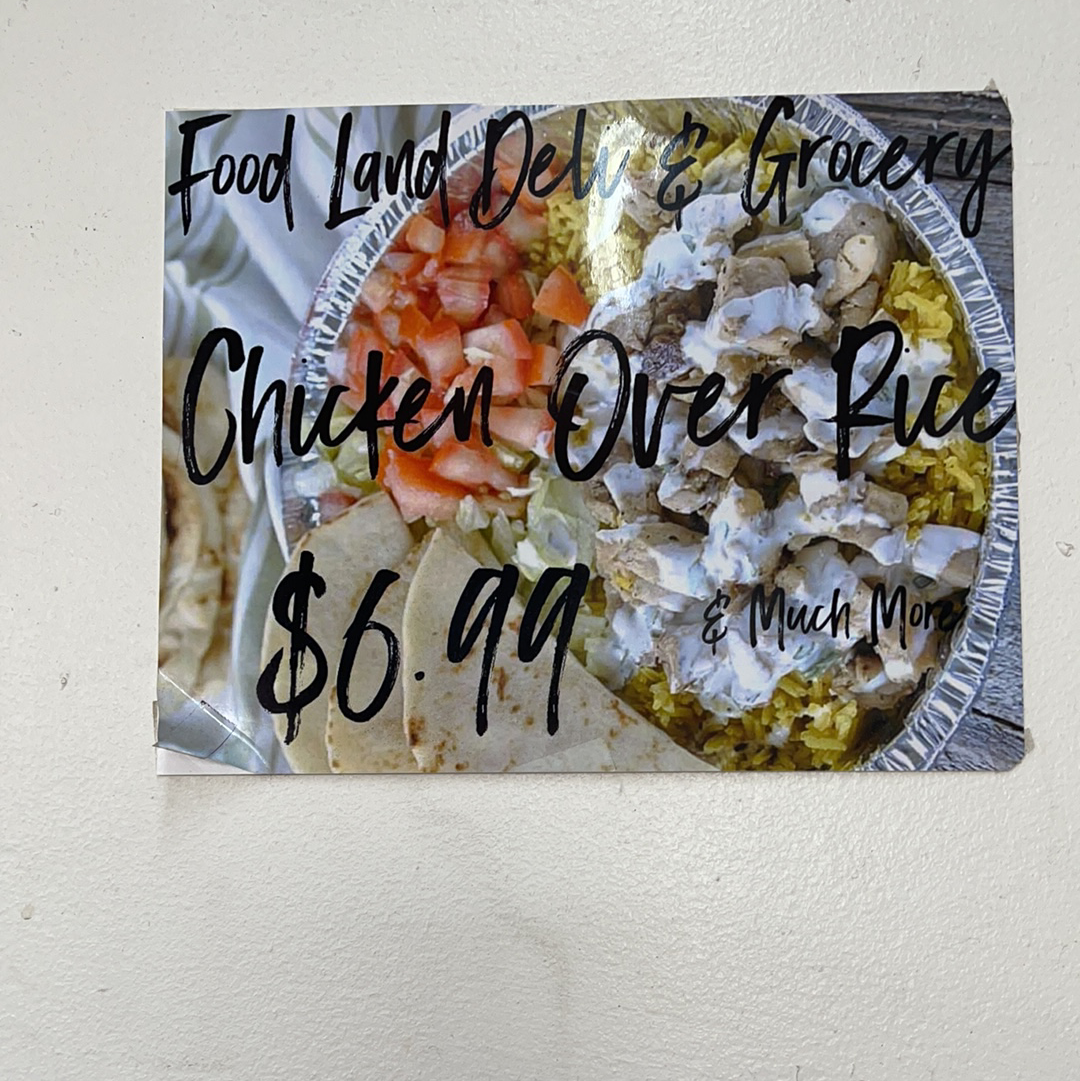 Food Land Deli & Grocery
Chicken Over Rice
$6.99
& Much More